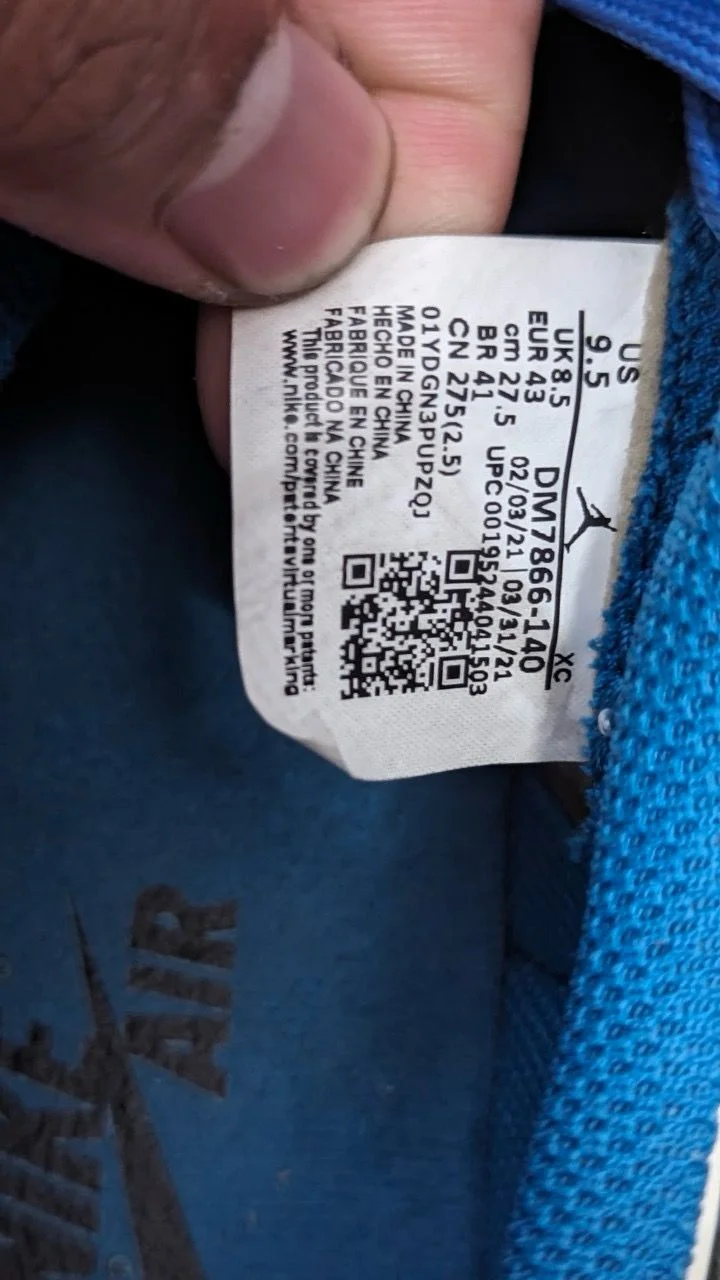 US
9.5
UK 8.5
EUR 43
cm 27.5
BR 41
CN 275(2.5)
XC
DM7866-140
02/03/21 03/31/21
UPC 00195244041503
01YDGN3PUPZQJ
MADE IN CHINA
HECHO EN CHINA
FABRIQUE EN CHINE
FABRICADO NA CHINA
This product is covered by one or more patents:
www.nike.com/patentsvirtualmarking
AIR